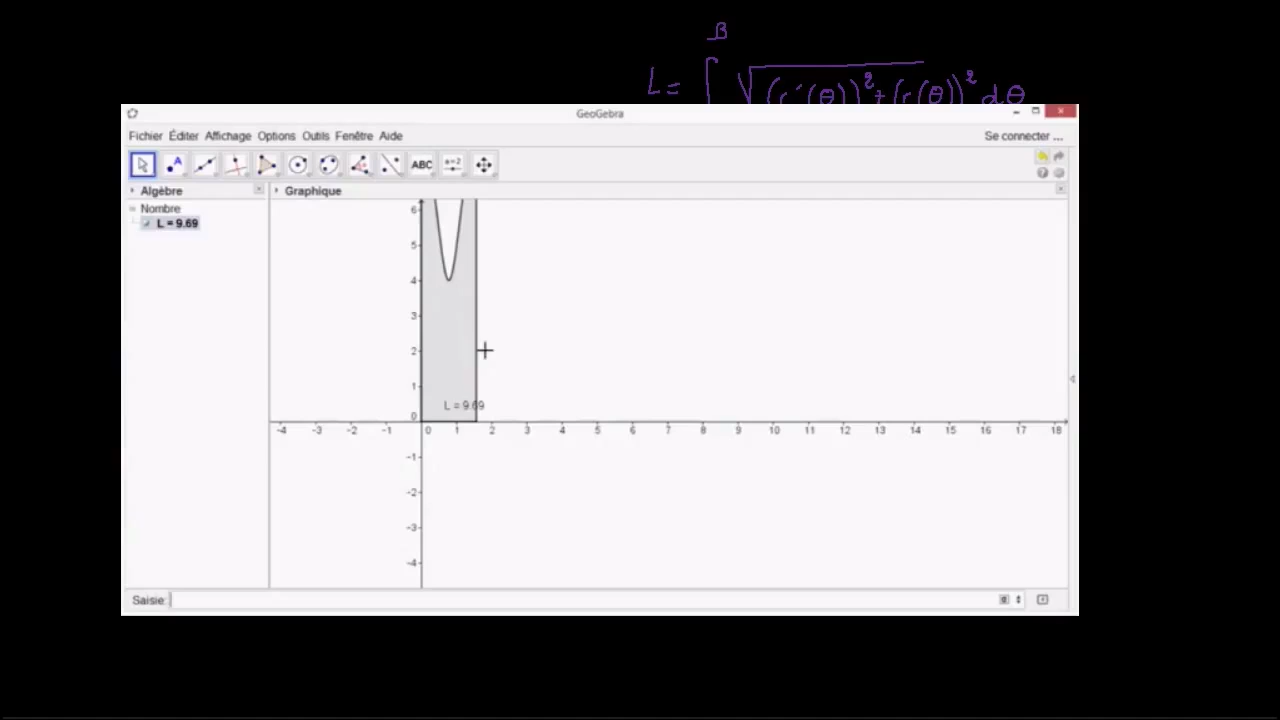 β
L = ∫ √(r'(θ))² + (r(θ))² dθ
GeoGebra
Fichier Éditer Affichage Options Outils Fenêtre Aide
Se connecter ...
ABC
a=2
Algèbre
Graphique
Nombre
L = 9.69
6
5
4
3
2
1
0
L = 9.69
-4 -3 -2 -1 0 1 2 3 4 5 6 7 8 9 10 11 12 13 14 15 16 17 18
-1
-2
-3
-4
Saisie: